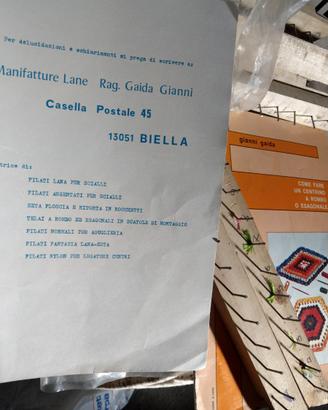 Per delucidazioni e schiarimenti si prega di scrivere a:
Manifatture Lane Rag. Gaida Gianni
Casella Postale 45
13051 BIELLA
trice di:
FILATI LANA PER SCIALLI
FILATI ARGENTATI PER SCIALLI
SETA FLOSCIA E RITORTA IN ROCCHETTI
TELAI A ROMBO ED ESAGONALI IN SCATOLE DI MONTAGGIO
FILATI NORMALI PER AGUGLIERIA
FILATI FANTASIA LANA-SETA
FILATI NYLON PER LEGATURE CENTRI
gianni gaida
COME FARE
UN CENTRINO
A ROMBO
O ESAGONALE